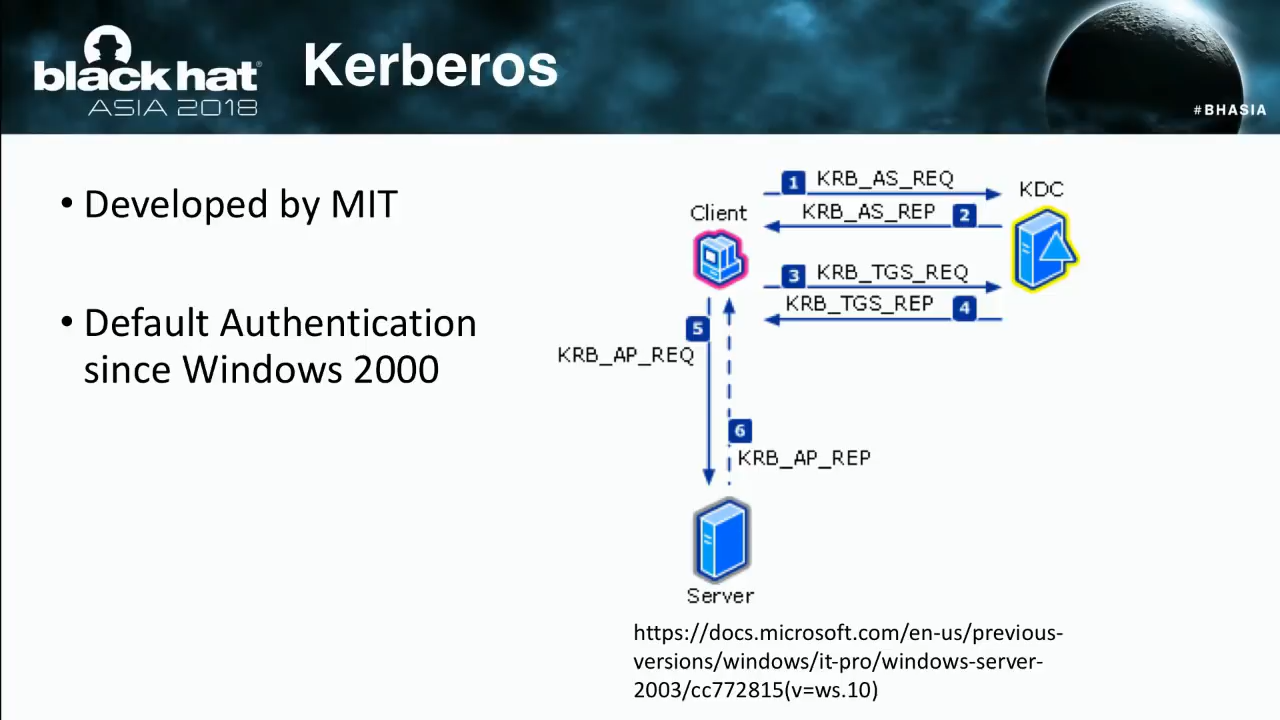 black hat
ASIA 2018
Kerberos
#BHASIA
• Developed by MIT
• Default Authentication
since Windows 2000
1 KRB_AS_REQ
KDC
Client
KRB_AS_REP 2
3 KRB_TGS_REQ
KRB_TGS_REP 4
5
KRB_AP_REQ
6
KRB_AP_REP
Server
https://docs.microsoft.com/en-us/previous-
versions/windows/it-pro/windows-server-
2003/cc772815(v=ws.10)